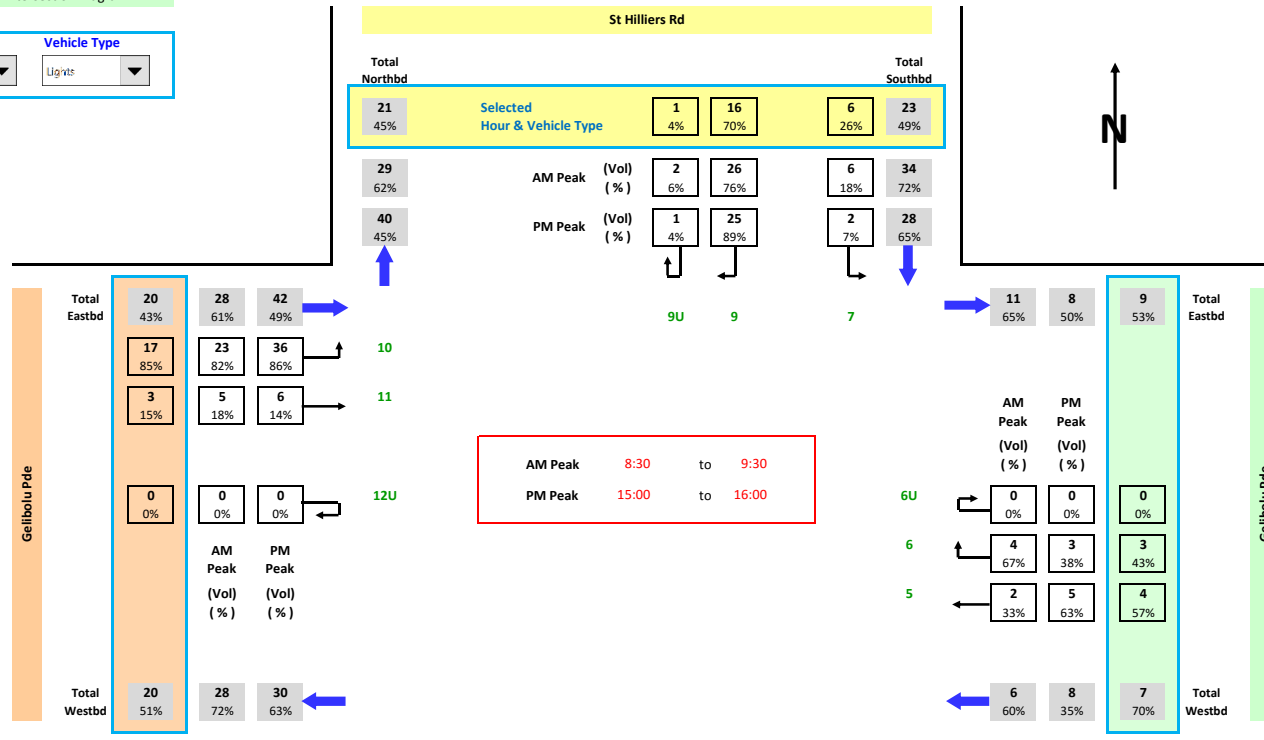 St Hilliers Rd
Vehicle Type
Lights
Total Northbd
Total Southbd
21 45%
Selected Hour & Vehicle Type
1 4%
16 70%
6 26%
23 49%
29 62%
AM Peak (Vol) ( % )
2 6%
26 76%
6 18%
34 72%
40 45%
PM Peak (Vol) ( % )
1 4%
25 89%
2 7%
28 65%
N
Total Eastbd
20 43%
28 61%
42 49%
9U 9 7
11 65%
8 50%
9 53%
Total Eastbd
17 85%
23 82%
36 86%
10
3 15%
5 18%
6 14%
11
AM Peak (Vol) ( % )
PM Peak (Vol) ( % )
AM Peak 8:30 to 9:30
PM Peak 15:00 to 16:00
Gelibolu Pde
0 0%
0 0%
0 0%
12U
6U
0 0%
0 0%
0 0%
6
4 67%
3 38%
3 43%
5
2 33%
5 63%
4 57%
AM Peak (Vol) ( % )
PM Peak (Vol) ( % )
Total Westbd
20 51%
28 72%
30 63%
6 60%
8 35%
7 70%
Total Westbd
Gelibolu Pde